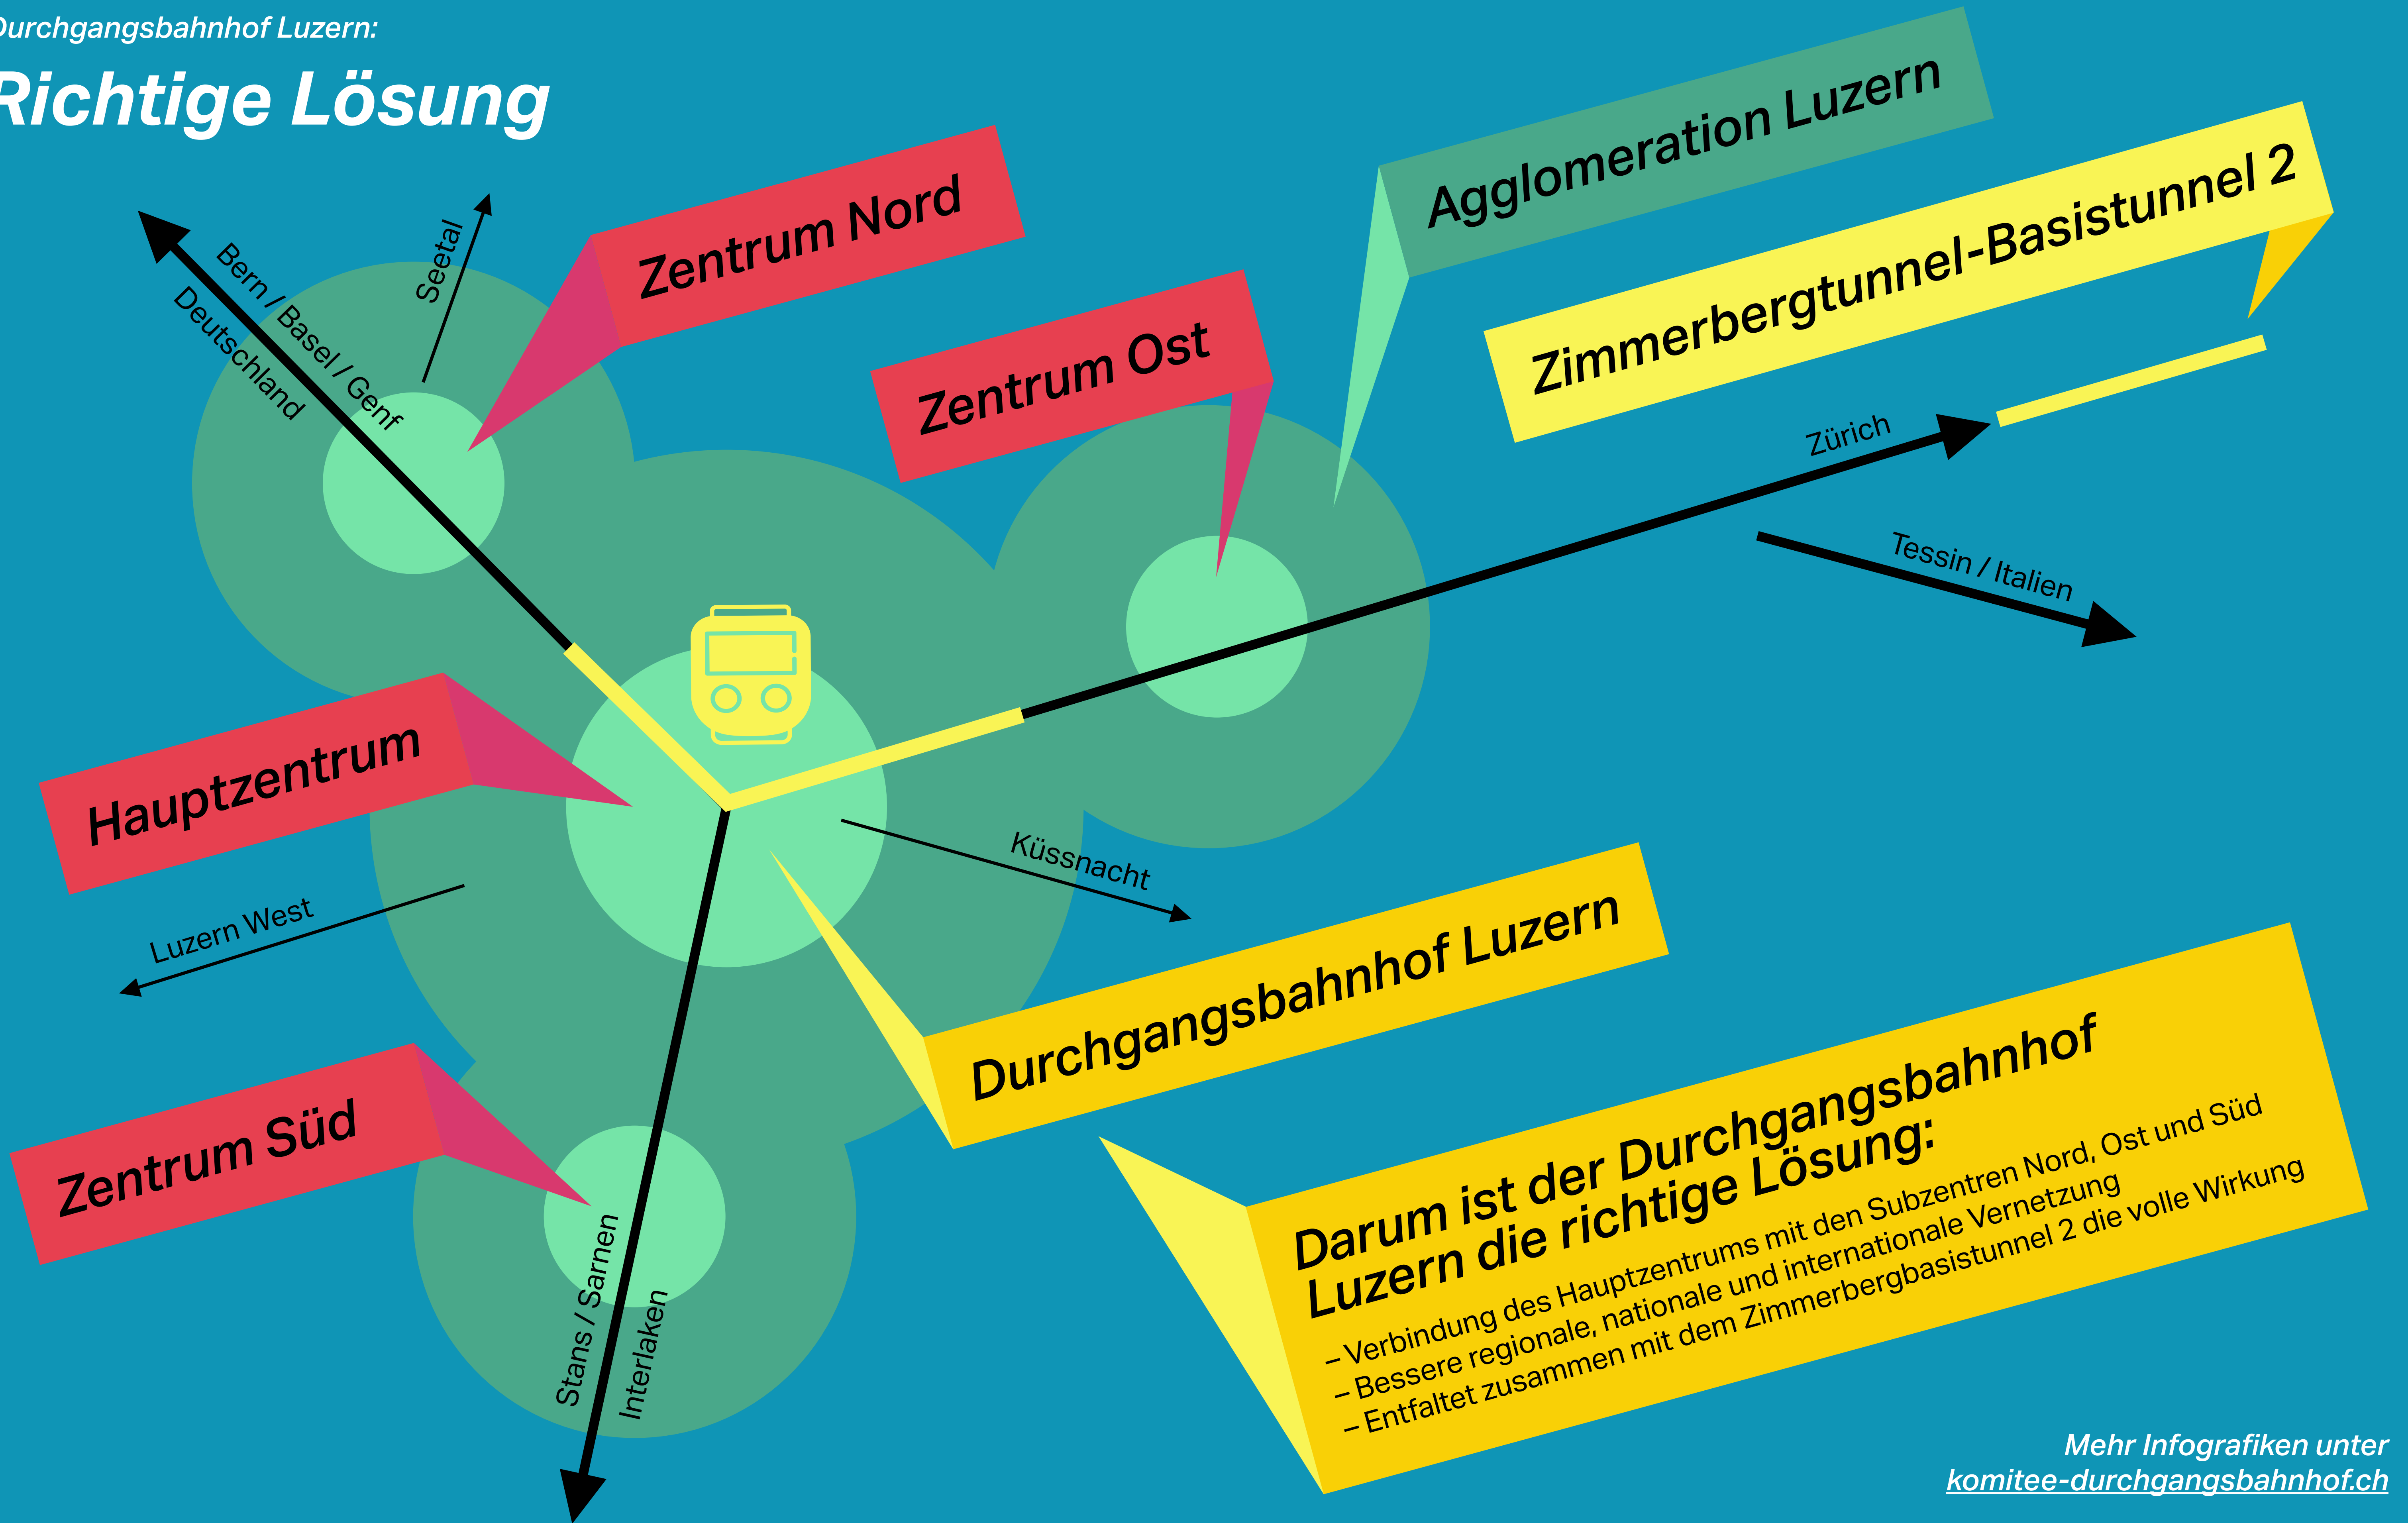 Durchgangsbahnhof Luzern:
Richtige Lösung
Agglomeration Luzern
Zentrum Nord
Zimmerbergtunnel-Basistunnel 2
Seetal
Bern / Basel / Genf
Deutschland
Zentrum Ost
Zürich
Tessin / Italien
Hauptzentrum
Küssnacht
Luzern West
Durchgangsbahnhof Luzern
Zentrum Süd
Stans / Sarnen
Interlaken
Darum ist der Durchgangsbahnhof
Luzern die richtige Lösung:
– Verbindung des Hauptzentrums mit den Subzentren Nord, Ost und Süd
– Bessere regionale, nationale und internationale Vernetzung
– Entfaltet zusammen mit dem Zimmerbergbasistunnel 2 die volle Wirkung
Mehr Infografiken unter
komitee-durchgangsbahnhof.ch